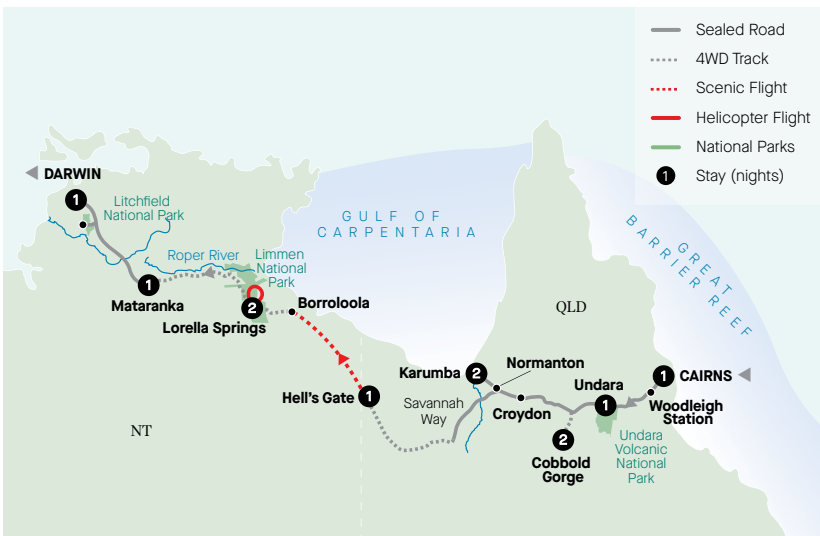 Sealed Road
4WD Track
Scenic Flight
Helicopter Flight
National Parks
1 Stay (nights)
DARWIN
1
Litchfield
National Park
GULF OF
CARPENTARIA
GREAT
BARRIER REEF
Roper River
Limmen
National
Park
1
Mataranka
2
Lorella Springs
Borroloola
QLD
Hell's Gate
1
Karumba
2
Normanton
Savannah
Way
Croydon
Undara
1
1
CAIRNS
Woodleigh
Station
2
Cobbold
Gorge
Undara
Volcanic
National
Park
NT